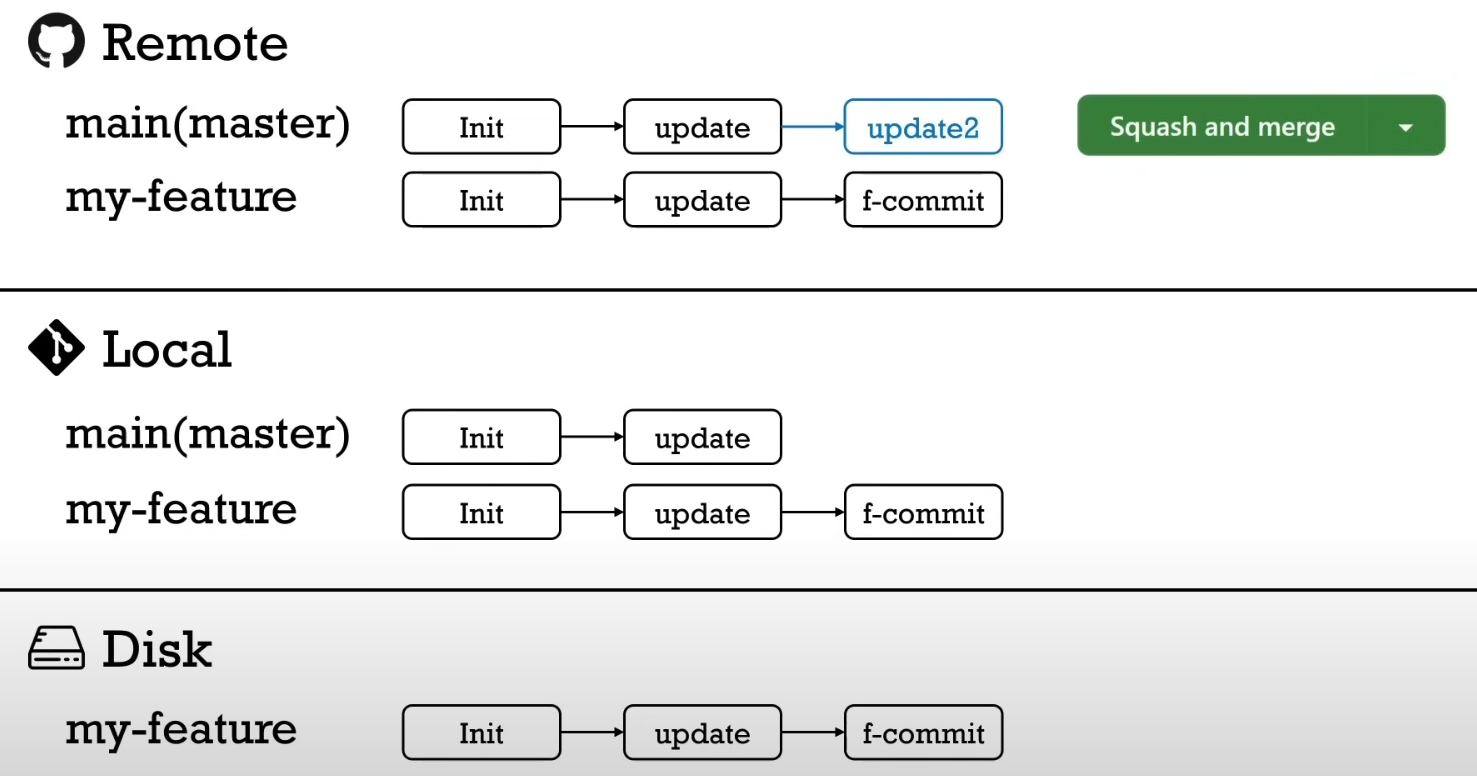 Remote
main(master) Init update update2 Squash and merge
my-feature Init update f-commit
Local
main(master) Init update
my-feature Init update f-commit
Disk
my-feature Init update f-commit